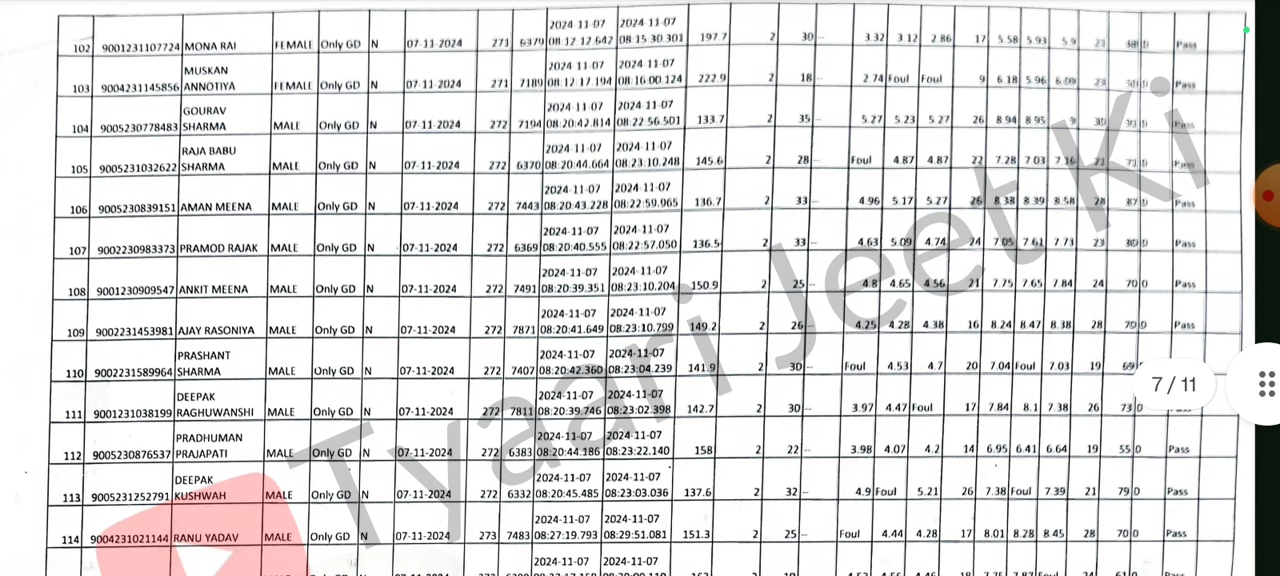 2024-11-07 2024-11-07
102 9001231107724 MONA RAI FEMALE Only GD N 07-11-2024 271 6379 08:12:12.642 08:15:30.301 197.7 2 30 -- 3.32 3.12 2.86 17 5.58 5.93 5.9 Pass
MUSKAN 2024-11-07 2024-11-07
103 9004231145856 ANNOTIYA FEMALE Only GD N 07-11-2024 271 7189 08:12:17.194 08:16:00.124 222.9 2 18 -- 2.74 Foul Foul 9 6.18 5.96 Pass
GOURAV 2024-11-07 2024-11-07
104 9005230778483 SHARMA MALE Only GD N 07-11-2024 272 7194 08:20:42.814 08:22:56.501 133.7 2 35 -- 5.27 5.23 5.27 26 8.94 8.95 9 30 Pass
RAJA BABU 2024-11-07 2024-11-07
105 9005231032622 SHARMA MALE Only GD N 07-11-2024 272 6370 08:20:44.664 08:23:10.248 145.6 2 28 -- Foul 4.87 4.87 22 7.28 7.03 7.16 Pass
2024-11-07 2024-11-07
106 9005230839151 AMAN MEENA MALE Only GD N 07-11-2024 272 7443 08:20:43.228 08:22:59.965 136.7 2 33 -- 4.96 5.17 5.27 26 8.38 8.39 8.58 28 87 0 Pass
2024-11-07 2024-11-07
107 9002230983373 PRAMOD RAJAK MALE Only GD N 07-11-2024 272 6369 08:20:40.555 08:22:57.050 136.5 2 33 -- 4.63 5.09 4.74 24 7.05 7.61 7.73 23 80 0 Pass
2024-11-07 2024-11-07
108 9001230909547 ANKIT MEENA MALE Only GD N 07-11-2024 272 7491 08:20:39.351 08:23:10.204 150.9 2 25 -- 4.8 4.65 4.56 21 7.75 7.65 7.84 24 70 0 Pass
2024-11-07 2024-11-07
109 9002231453981 AJAY RASONIYA MALE Only GD N 07-11-2024 272 7871 08:20:41.649 08:23:10.799 149.2 2 26 -- 4.25 4.28 4.38 16 8.24 8.47 8.38 28 70 0 Pass
PRASHANT 2024-11-07 2024-11-07
110 9002231589964 SHARMA MALE Only GD N 07-11-2024 272 7407 08:20:42.360 08:23:04.239 141.9 2 30 -- Foul 4.53 4.7 20 7.04 Foul 7.03 19 69
7 / 11
DEEPAK 2024-11-07 2024-11-07
111 9001231038199 RAGHUWANSHI MALE Only GD N 07-11-2024 272 7811 08:20:39.746 08:23:02.398 142.7 2 30 -- 3.97 4.47 Foul 17 7.84 8.1 7.38 26 73 0
PRADHUMAN 2024-11-07 2024-11-07
112 9005230876537 PRAJAPATI MALE Only GD N 07-11-2024 272 6383 08:20:44.186 08:23:22.140 158 2 22 -- 3.98 4.07 4.2 14 6.95 6.41 6.64 19 55 0 Pass
DEEPAK 2024-11-07 2024-11-07
113 9005231252791 KUSHWAH MALE Only GD N 07-11-2024 272 6332 08:20:45.485 08:23:03.036 137.6 2 32 -- 4.9 Foul 5.21 26 7.38 Foul 7.39 21 79 0 Pass
2024-11-07 2024-11-07
114 9004231021144 RANU YADAV MALE Only GD N 07-11-2024 273 7483 08:27:19.793 08:29:51.081 151.3 2 25 -- Foul 4.44 4.28 17 8.01 8.28 8.45 28 70 0 Pass
2024-11-07 2024-11-07
Tyaari Jeet Ki